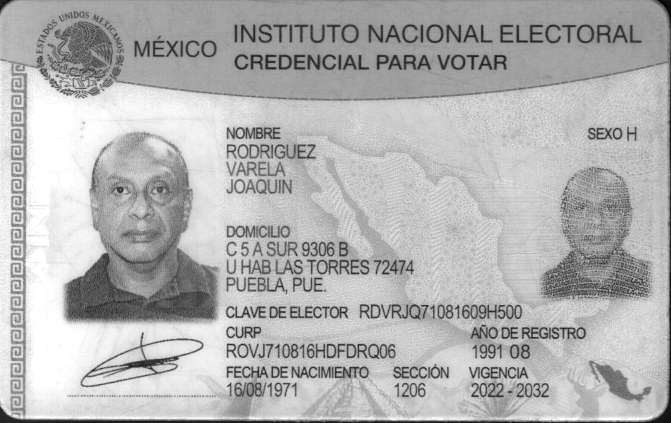 ESTADOS UNIDOS MEXICANOS
MÉXICO
INSTITUTO NACIONAL ELECTORAL
CREDENCIAL PARA VOTAR
NOMBRE
SEXO H
RODRIGUEZ
VARELA
JOAQUIN
DOMICILIO
C 5 A SUR 9306 B
U HAB LAS TORRES 72474
PUEBLA, PUE.
CLAVE DE ELECTOR RDVRJQ71081609H500
CURP
AÑO DE REGISTRO
ROVJ710816HDFDRQ06
1991 08
FECHA DE NACIMIENTO SECCIÓN VIGENCIA
16/08/1971 1206 2022 - 2032